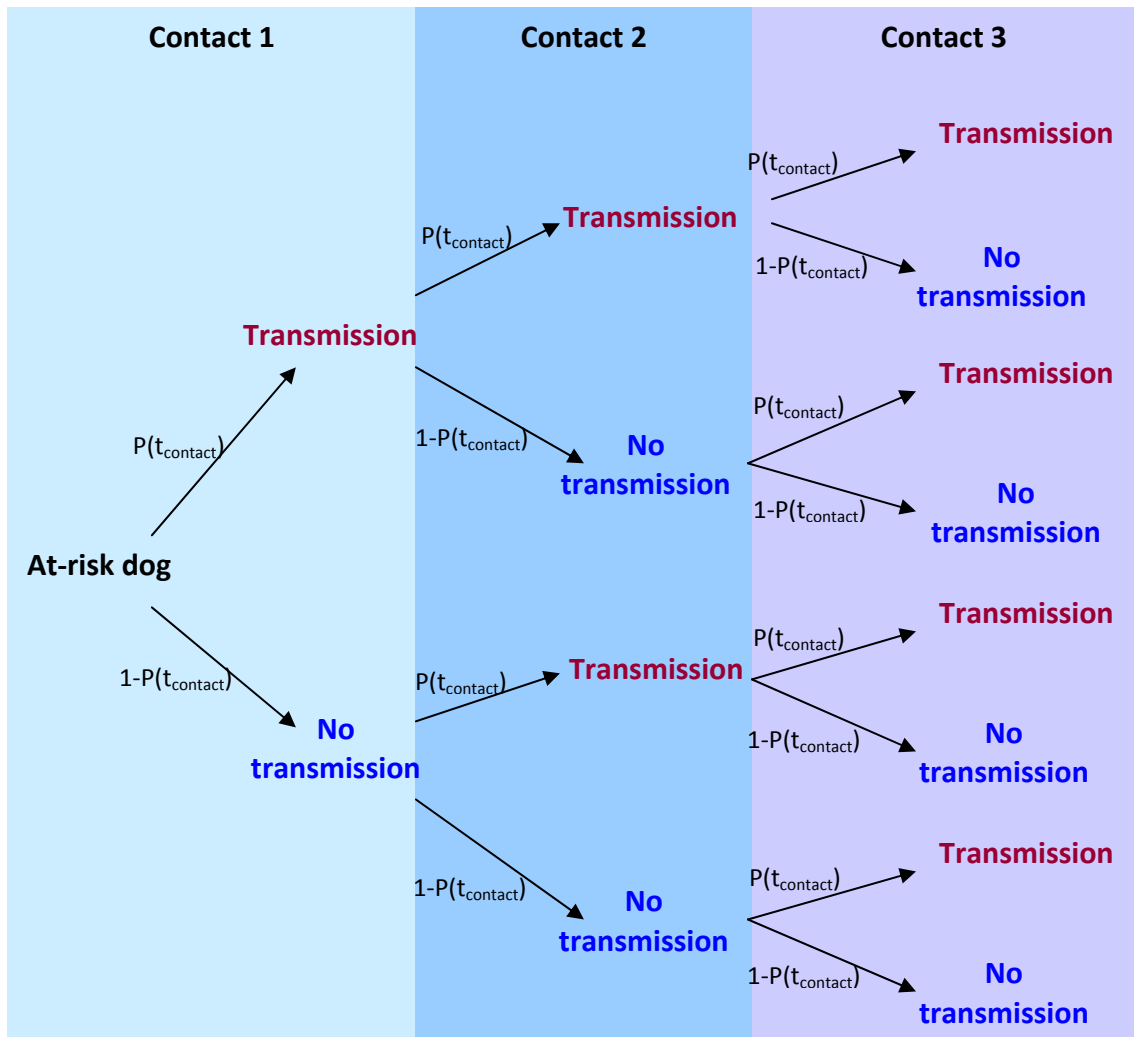 Contact 1
Contact 2
Contact 3
At-risk dog
P(tcontact)
1-P(tcontact)
Transmission
No
transmission
P(tcontact)
1-P(tcontact)
P(tcontact)
1-P(tcontact)
Transmission
No
transmission
Transmission
No
transmission
P(tcontact)
1-P(tcontact)
P(tcontact)
1-P(tcontact)
P(tcontact)
1-P(tcontact)
P(tcontact)
1-P(tcontact)
Transmission
No
transmission
Transmission
No
transmission
Transmission
No
transmission
Transmission
No
transmission